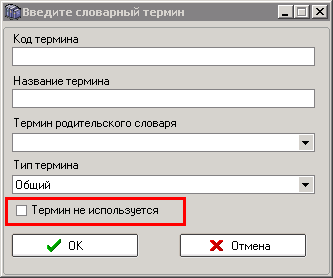 Введите словарный термин
Код термина
Название термина
Термин родительского словаря
Тип термина
Общий
Термин не используется
OK
Отмена